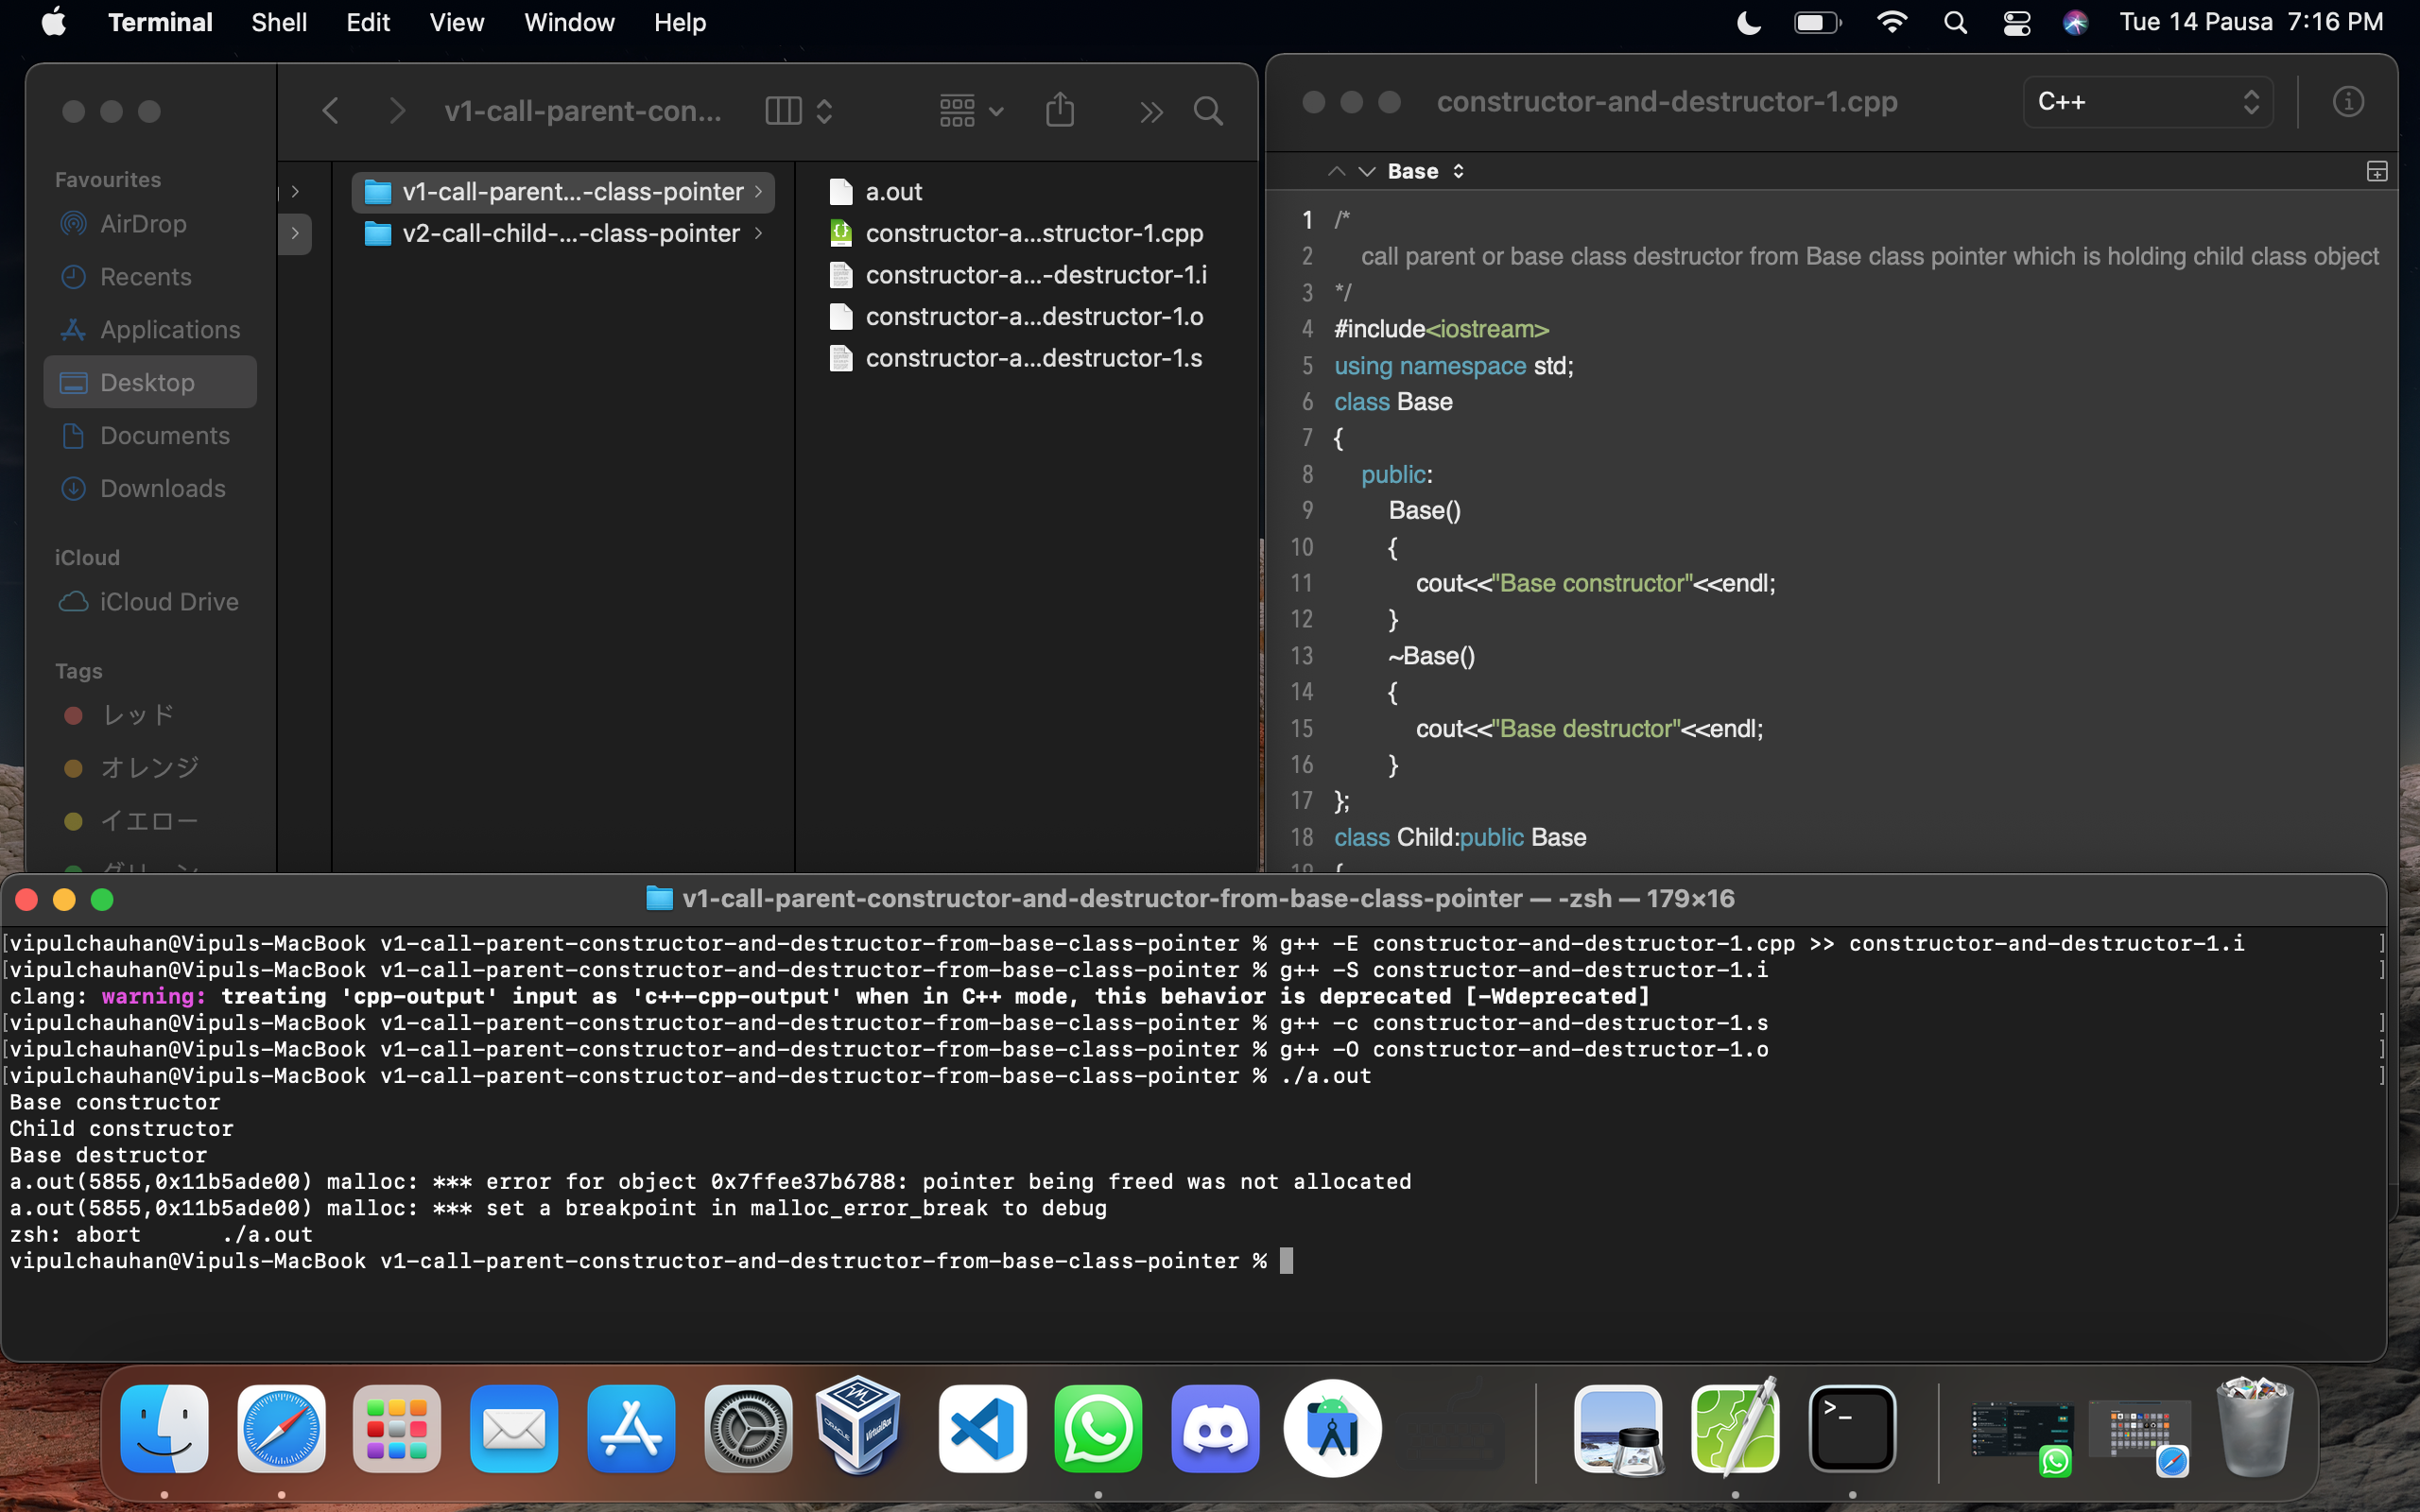 Terminal Shell Edit View Window Help Tue 14 Pausa 7:16 PM
v1-call-parent-con...
Favourites
AirDrop
Recents
Applications
Desktop
Documents
Downloads
iCloud
iCloud Drive
Tags
レッド
オレンジ
イエロー
グリーン
v1-call-parent...-class-pointer
v2-call-child-...-class-pointer
a.out
constructor-a...structor-1.cpp
constructor-a...-destructor-1.i
constructor-a...destructor-1.o
constructor-a...destructor-1.s
constructor-and-destructor-1.cpp C++
Base
1 /*
2 call parent or base class destructor from Base class pointer which is holding child class object
3 */
4 #include<iostream>
5 using namespace std;
6 class Base
7 {
8 public:
9 Base()
10 {
11 cout<<"Base constructor"<<endl;
12 }
13 ~Base()
14 {
15 cout<<"Base destructor"<<endl;
16 }
17 };
18 class Child:public Base
19 {
v1-call-parent-constructor-and-destructor-from-base-class-pointer — -zsh — 179×16
[vipulchauhan@Vipuls-MacBook v1-call-parent-constructor-and-destructor-from-base-class-pointer % g++ -E constructor-and-destructor-1.cpp >> constructor-and-destructor-1.i ]
[vipulchauhan@Vipuls-MacBook v1-call-parent-constructor-and-destructor-from-base-class-pointer % g++ -S constructor-and-destructor-1.i ]
clang: warning: treating 'cpp-output' input as 'c++-cpp-output' when in C++ mode, this behavior is deprecated [-Wdeprecated]
[vipulchauhan@Vipuls-MacBook v1-call-parent-constructor-and-destructor-from-base-class-pointer % g++ -c constructor-and-destructor-1.s ]
[vipulchauhan@Vipuls-MacBook v1-call-parent-constructor-and-destructor-from-base-class-pointer % g++ -O constructor-and-destructor-1.o ]
[vipulchauhan@Vipuls-MacBook v1-call-parent-constructor-and-destructor-from-base-class-pointer % ./a.out ]
Base constructor
Child constructor
Base destructor
a.out(5855,0x11b5ade00) malloc: *** error for object 0x7ffee37b6788: pointer being freed was not allocated
a.out(5855,0x11b5ade00) malloc: *** set a breakpoint in malloc_error_break to debug
zsh: abort ./a.out
vipulchauhan@Vipuls-MacBook v1-call-parent-constructor-and-destructor-from-base-class-pointer %